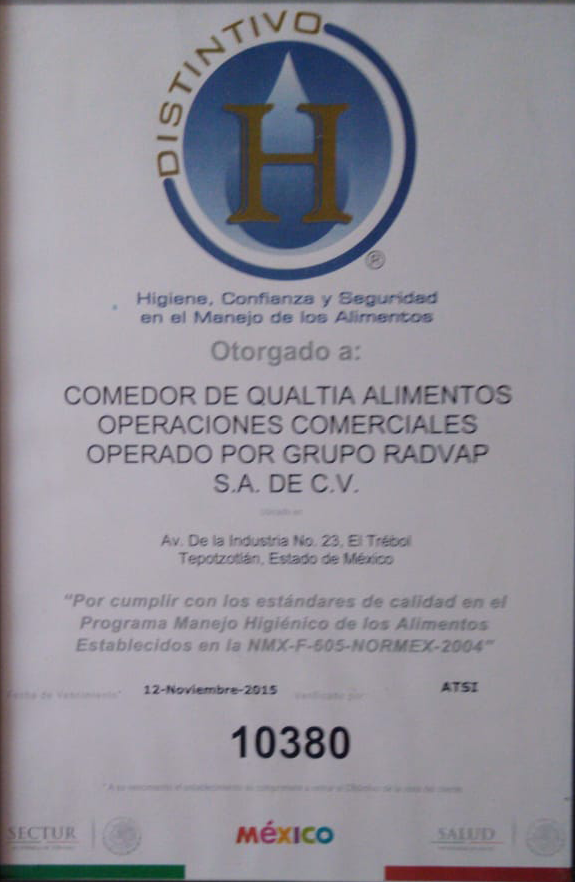 DISTINTIVO
H
®
Higiene, Confianza y Seguridad
en el Manejo de los Alimentos
Otorgado a:
COMEDOR DE QUALTIA ALIMENTOS
OPERACIONES COMERCIALES
OPERADO POR GRUPO RADVAP
S.A. DE C.V.
Ubicado en
Av. De la Industria No. 23, El Trébol
Tepotzotlán, Estado de México
"Por cumplir con los estándares de calidad en el
Programa Manejo Higiénico de los Alimentos
Establecidos en la NMX-F-605-NORMEX-2004"
Fecha de Vencimiento* 12-Noviembre-2015 Verificado por: ATSI
10380
SECTUR MéXICO SALUD